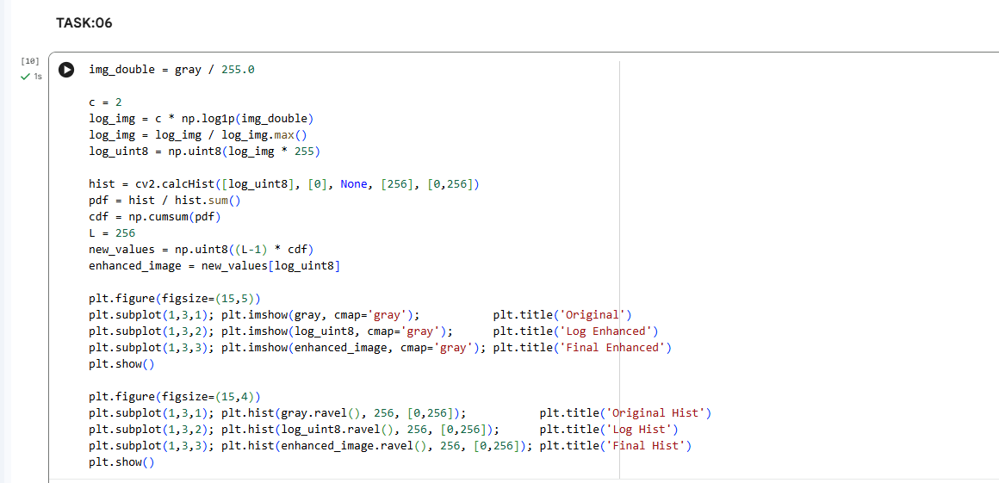 TASK:06
[10]
1s
img_double = gray / 255.0
c = 2
log_img = c * np.log1p(img_double)
log_img = log_img / log_img.max()
log_uint8 = np.uint8(log_img * 255)
hist = cv2.calcHist([log_uint8], [0], None, [256], [0,256])
pdf = hist / hist.sum()
cdf = np.cumsum(pdf)
L = 256
new_values = np.uint8((L-1) * cdf)
enhanced_image = new_values[log_uint8]
plt.figure(figsize=(15,5))
plt.subplot(1,3,1); plt.imshow(gray, cmap='gray');           plt.title('Original')
plt.subplot(1,3,2); plt.imshow(log_uint8, cmap='gray');      plt.title('Log Enhanced')
plt.subplot(1,3,3); plt.imshow(enhanced_image, cmap='gray'); plt.title('Final Enhanced')
plt.show()
plt.figure(figsize=(15,4))
plt.subplot(1,3,1); plt.hist(gray.ravel(), 256, [0,256]);           plt.title('Original Hist')
plt.subplot(1,3,2); plt.hist(log_uint8.ravel(), 256, [0,256]);      plt.title('Log Hist')
plt.subplot(1,3,3); plt.hist(enhanced_image.ravel(), 256, [0,256]); plt.title('Final Hist')
plt.show()